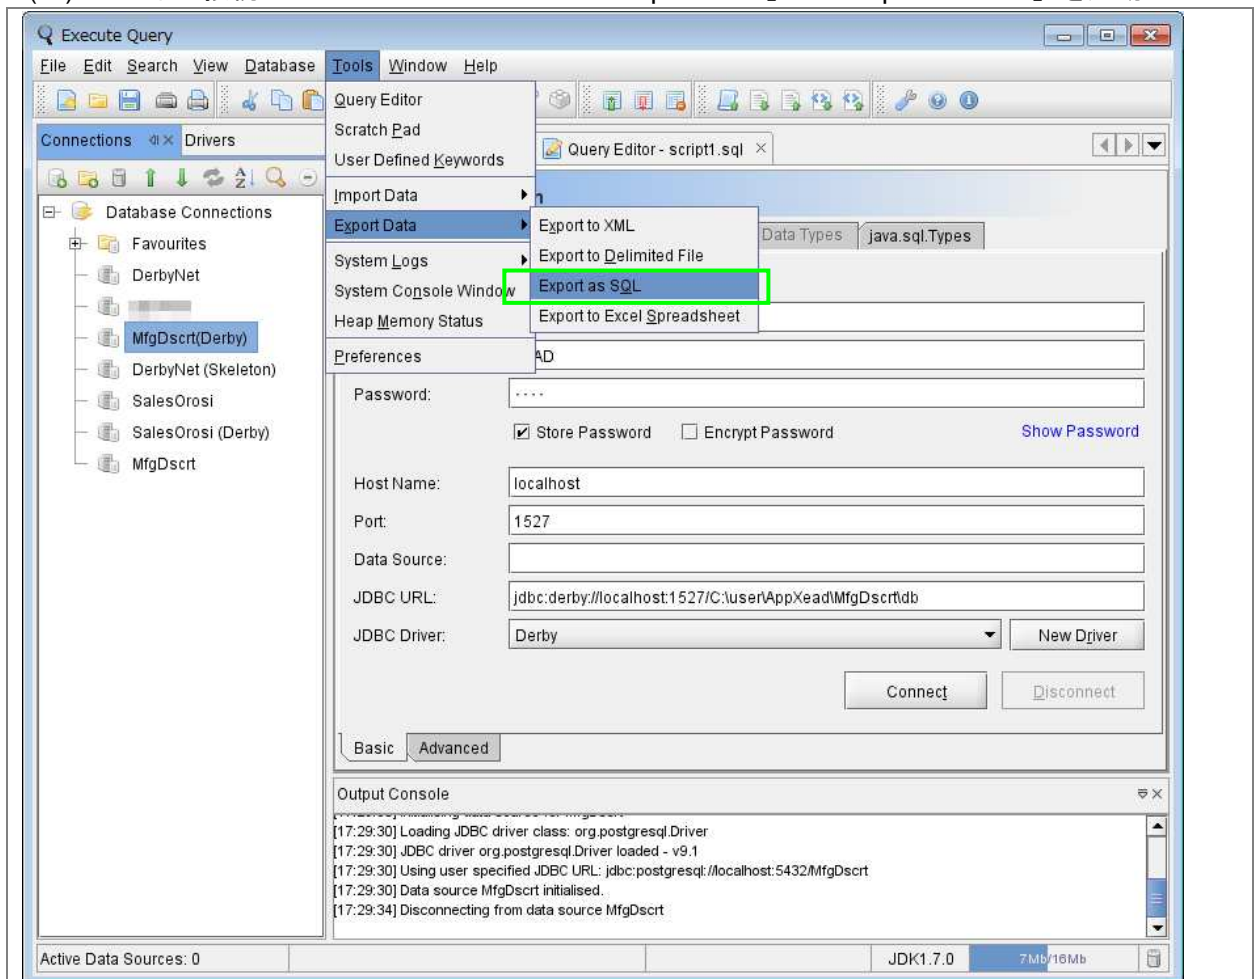 Execute Query
File Edit Search View Database Tools Window Help
Connections Drivers
Query Editor
Scratch Pad
User Defined Keywords
Import Data
Export Data
System Logs
System Console Window
Heap Memory Status
Preferences
Export to XML
Export to Delimited File
Export as SQL
Export to Excel Spreadsheet
Query Editor - script1.sql
Data Types java.sql.Types
Database Connections
Favourites
DerbyNet
MfgDscrt(Derby)
DerbyNet (Skeleton)
SalesOrosi
SalesOrosi (Derby)
MfgDscrt
Password: ····
Store Password Encrypt Password Show Password
Host Name: localhost
Port: 1527
Data Source:
JDBC URL: jdbc:derby://localhost:1527/C:\user\AppXead\MfgDscrt\db
JDBC Driver: Derby New Driver
Connect Disconnect
Basic Advanced
Output Console
[17:29:30] Loading JDBC driver class: org.postgresql.Driver
[17:29:30] JDBC driver org.postgresql.Driver loaded - v9.1
[17:29:30] Using user specified JDBC URL: jdbc:postgresql://localhost:5432/MfgDscrt
[17:29:30] Data source MfgDscrt initialised.
[17:29:34] Disconnecting from data source MfgDscrt
Active Data Sources: 0 JDK1.7.0 7Mb/16Mb